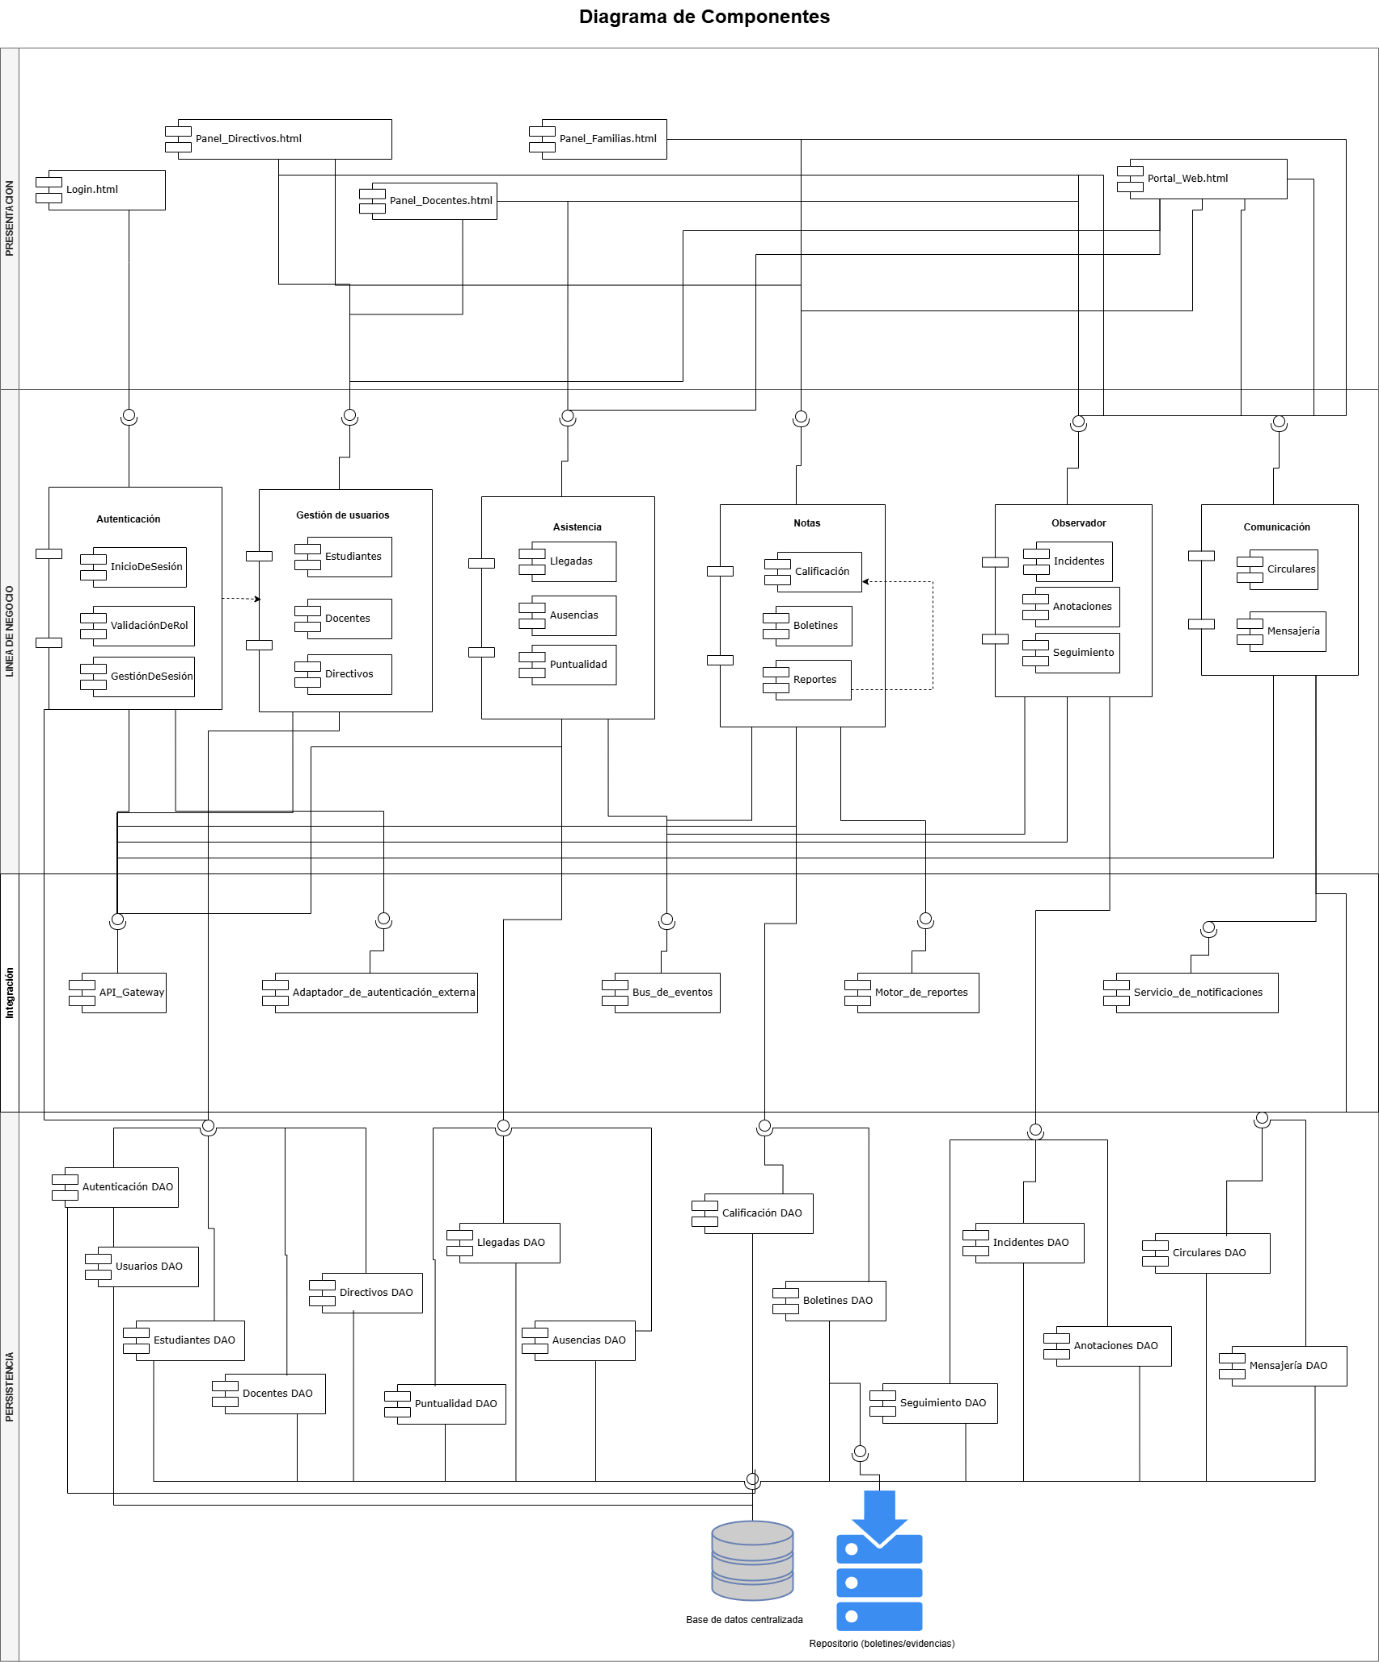 Diagrama de Componentes
PRESENTACION
Panel_Directivos.html
Panel_Familias.html
Login.html
Panel_Docentes.html
Portal_Web.html
LINEA DE NEGOCIO
Autenticación
InicioDeSesión
ValidaciónDeRol
GestiónDeSesión
Gestión de usuarios
Estudiantes
Docentes
Directivos
Asistencia
Llegadas
Ausencias
Puntualidad
Notas
Calificación
Boletines
Reportes
Observador
Incidentes
Anotaciones
Seguimiento
Comunicación
Circulares
Mensajería
Integración
API_Gateway
Adaptador_de_autenticación_externa
Bus_de_eventos
Motor_de_reportes
Servicio_de_notificaciones
PERSISTENCIA
Autenticación DAO
Usuarios DAO
Estudiantes DAO
Docentes DAO
Directivos DAO
Llegadas DAO
Ausencias DAO
Puntualidad DAO
Calificación DAO
Boletines DAO
Incidentes DAO
Anotaciones DAO
Seguimiento DAO
Circulares DAO
Mensajería DAO
Base de datos centralizada
Repositorio (boletines/evidencias)